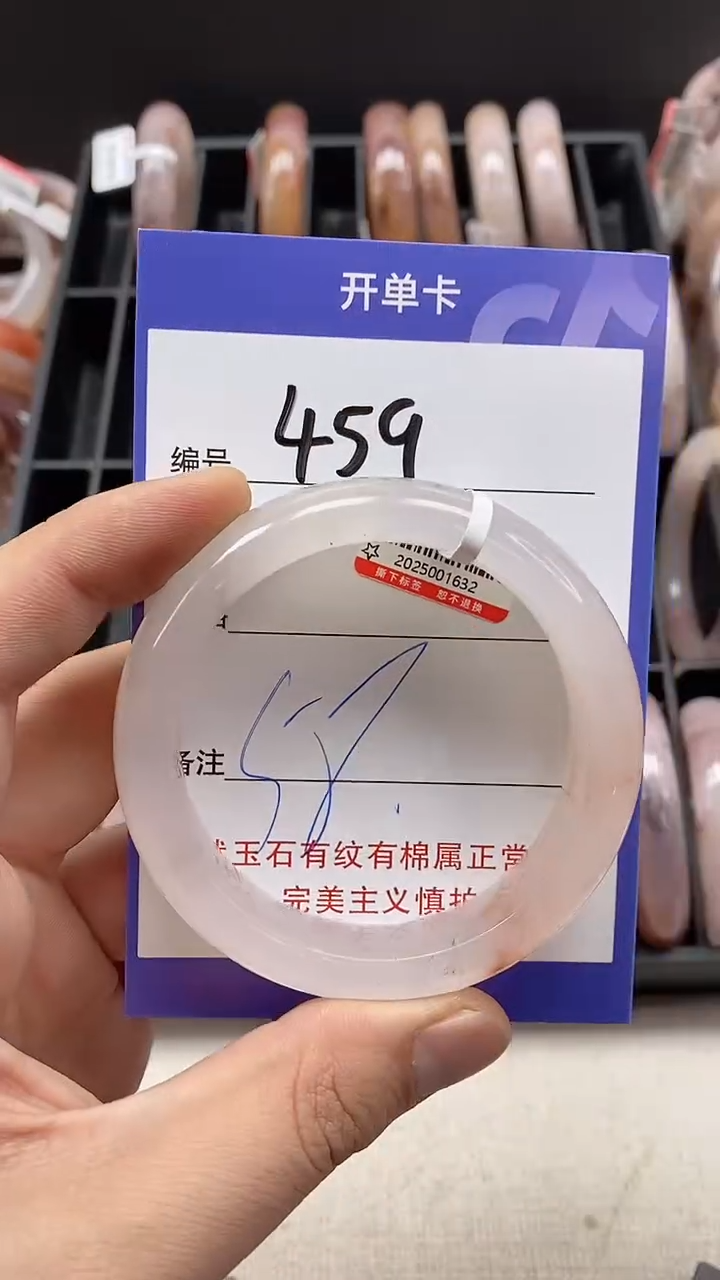 开单卡
编号 459
2025001632
撕下标签 恕不退换
备注
玉石有纹有棉属正常
完美主义慎拍